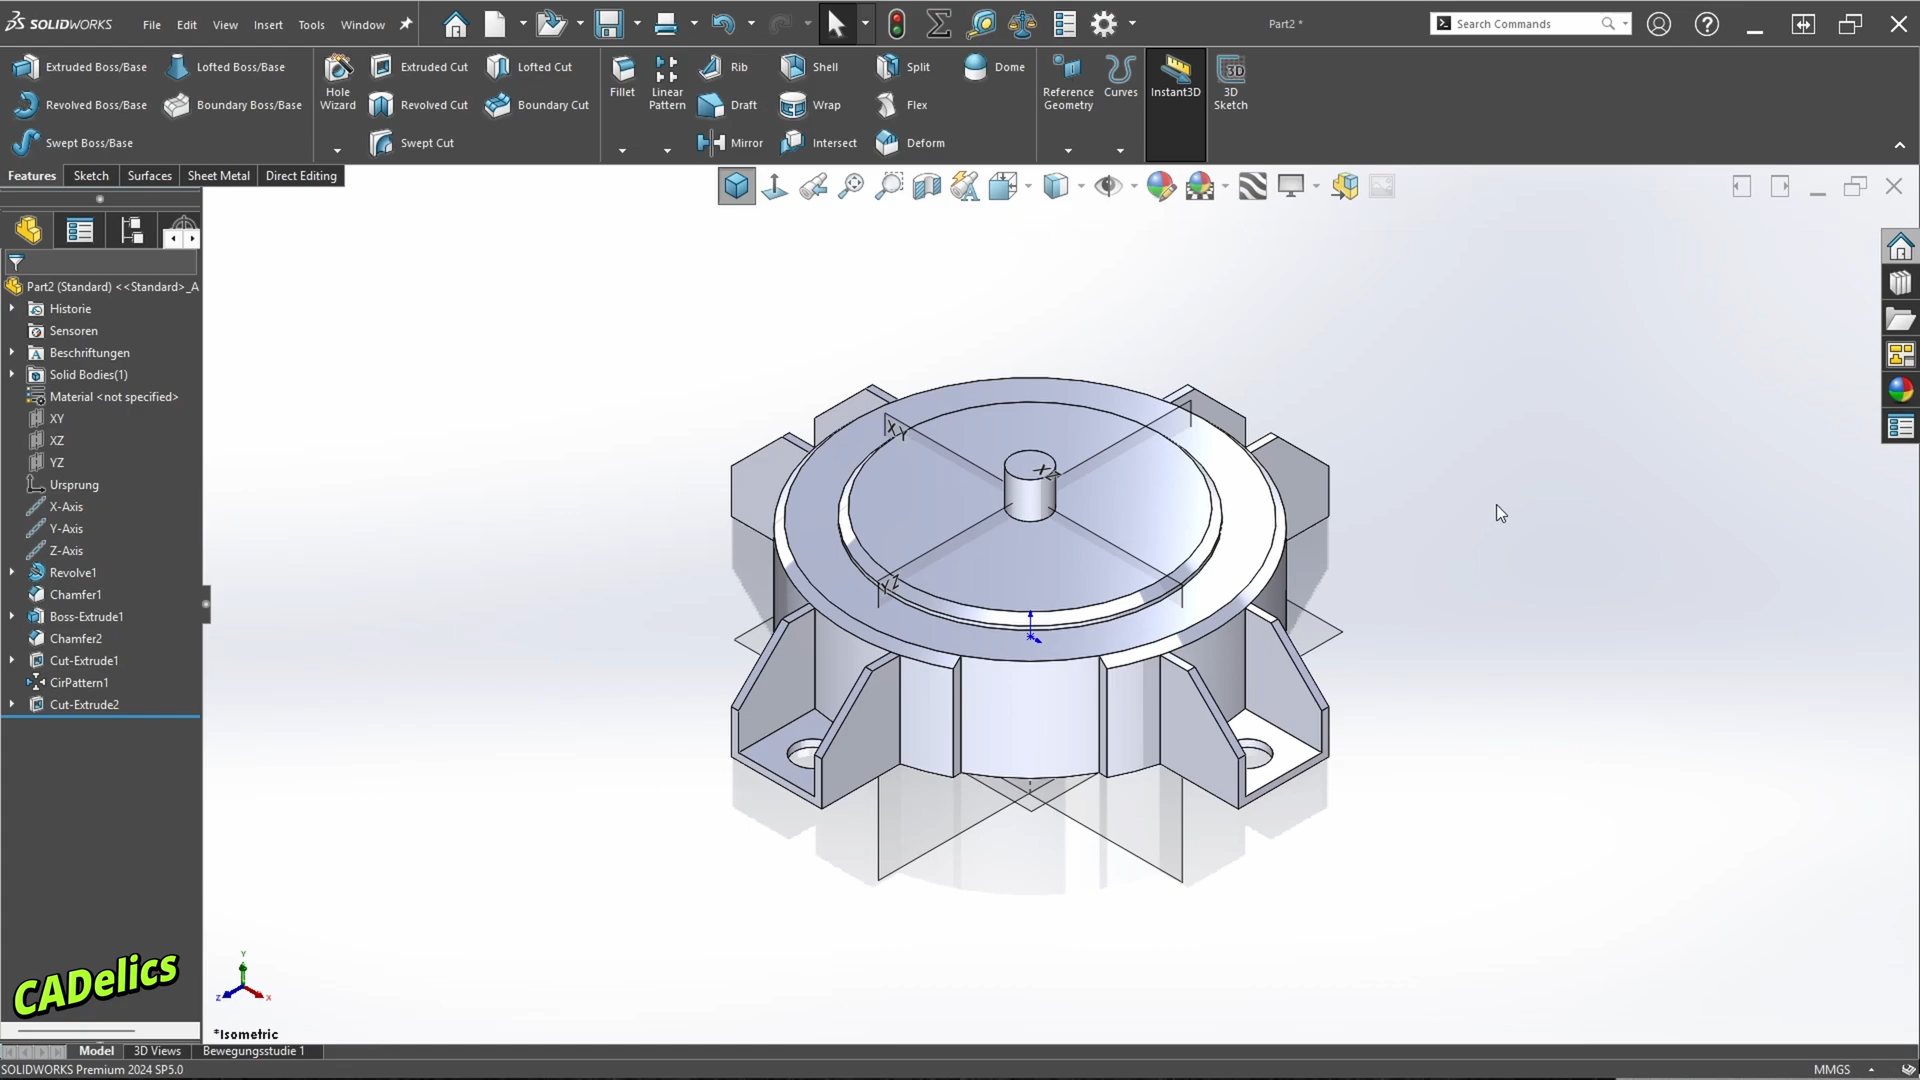 SOLIDWORKS File Edit View Insert Tools Window Part2 * Search Commands
Extruded Boss/Base Lofted Boss/Base Hole Wizard Extruded Cut Lofted Cut Fillet Linear Pattern Rib Shell Split Dome Reference Geometry Curves Instant3D 3D Sketch
Revolved Boss/Base Boundary Boss/Base Revolved Cut Boundary Cut Draft Wrap Flex
Swept Boss/Base Swept Cut Mirror Intersect Deform
Features Sketch Surfaces Sheet Metal Direct Editing
Part2 (Standard) <<Standard>_A
Historie
Sensoren
Beschriftungen
Solid Bodies(1)
Material <not specified>
XY
XZ
YZ
Ursprung
X-Axis
Y-Axis
Z-Axis
Revolve1
Chamfer1
Boss-Extrude1
Chamfer2
Cut-Extrude1
CirPattern1
Cut-Extrude2
XY
XZ
YZ
CADelics
Y
Z X
*Isometric
Model 3D Views Bewegungsstudie 1
SOLIDWORKS Premium 2024 SP5.0 MMGS